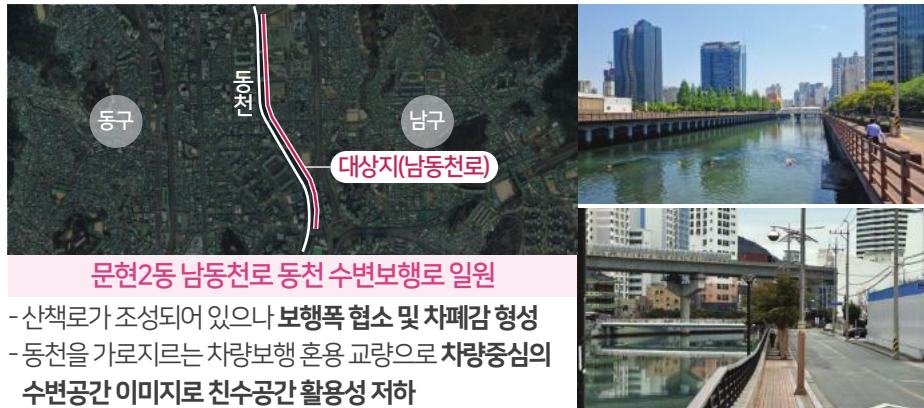 동구
동천
남구
대상지(남동천로)
문현2동 남동천로 동천 수변보행로 일원
- 산책로가 조성되어 있으나 보행폭 협소 및 차폐감 형성
- 동천을 가로지르는 차량보행 혼용 교량으로 차량중심의
수변공간 이미지로 친수공간 활용성 저하